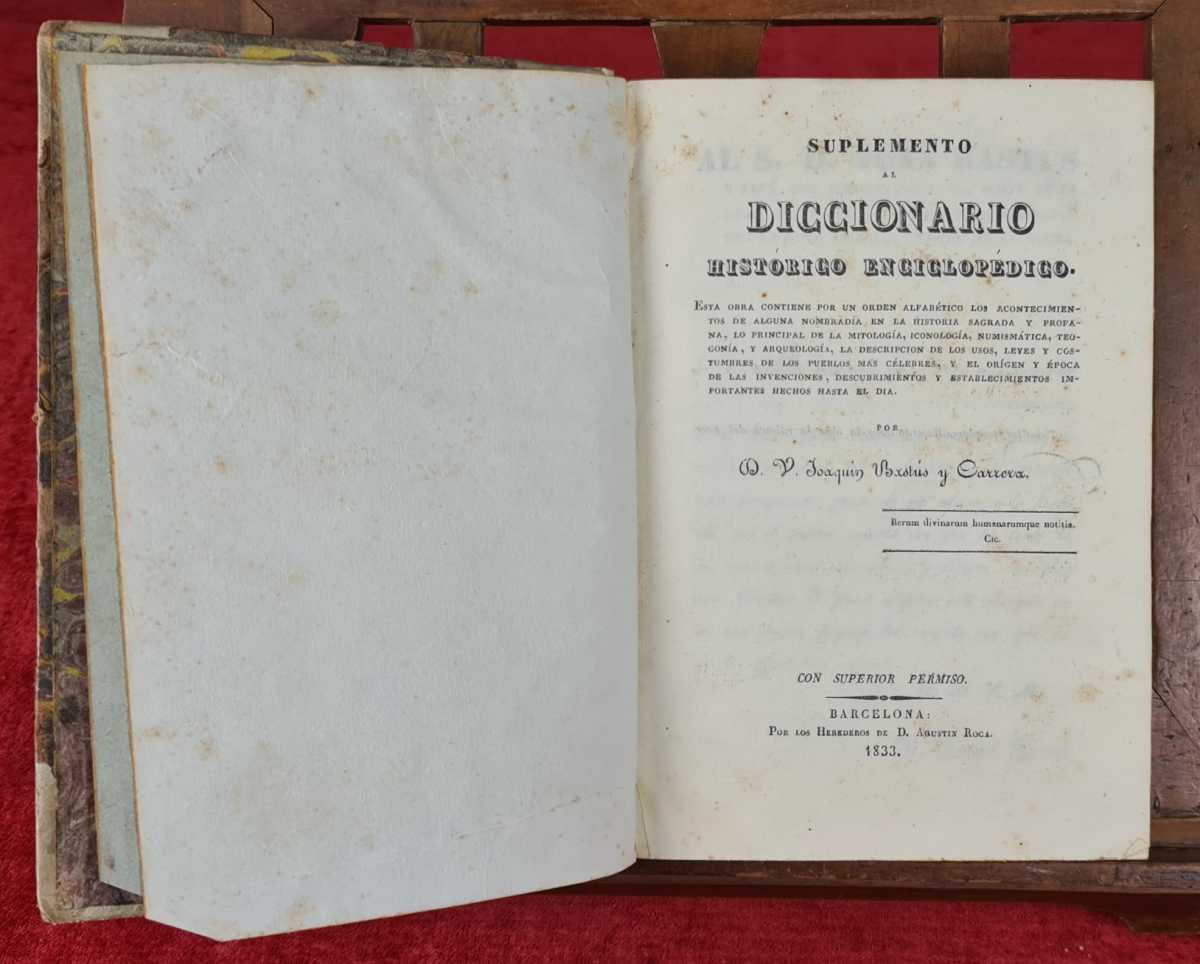 SUPLEMENTO
AL
DICCIONARIO
HISTÓRICO ENCICLOPÉDICO.
ESTA OBRA CONTIENE POR UN ORDEN ALFABÉTICO LOS ACONTECIMIEN-
TOS DE ALGUNA NOMBRADÍA EN LA HISTORIA SAGRADA Y PROFA-
NA, LO PRINCIPAL DE LA MITOLOGÍA, ICONOLOGÍA, NUMISMÁTICA, TEO-
GONÍA, Y ARQUEOLOGÍA, LA DESCRIPCION DE LOS USOS, LEYES Y COS-
TUMBRES DE LOS PUEBLOS MAS CÉLEBRES, Y EL ORÍGEN Y ÉPOCA
DE LAS INVENCIONES, DESCUBRIMIENTOS Y ESTABLECIMIENTOS IM-
PORTANTES HECHOS HASTA EL DIA.
POR
D. V. Joaquin Bastús y Carrera.
Rerum divinarum humanarumque notitia.
Cic.
CON SUPERIOR PERMISO.
BARCELONA:
POR LOS HEREDEROS DE D. AGUSTIN ROCA.
1833.